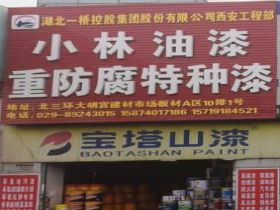 湖北一桥控股集团股份有限公司西安工程部
小林油漆
重防腐特种漆
地址:北三环大明宫建材市场板材A区10排1号
电话:029-89243015 15874017186 15719184521
宝塔山漆
BAOTASHAN PAINT